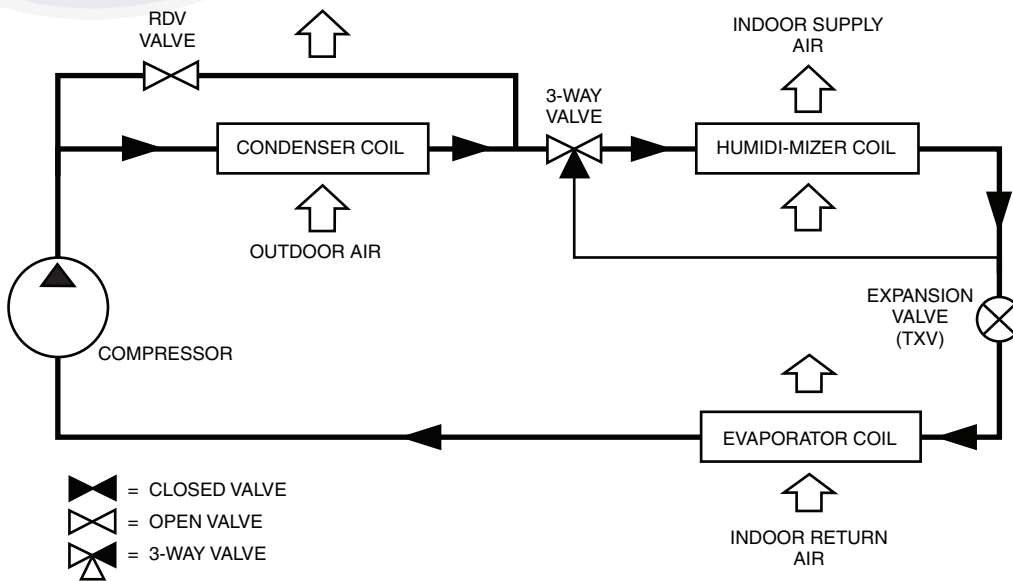 RDV
VALVE
INDOOR SUPPLY
AIR
3-WAY
VALVE
CONDENSER COIL
HUMIDI-MIZER COIL
OUTDOOR AIR
EXPANSION
VALVE
(TXV)
COMPRESSOR
EVAPORATOR COIL
= CLOSED VALVE
= OPEN VALVE
= 3-WAY VALVE
INDOOR RETURN
AIR